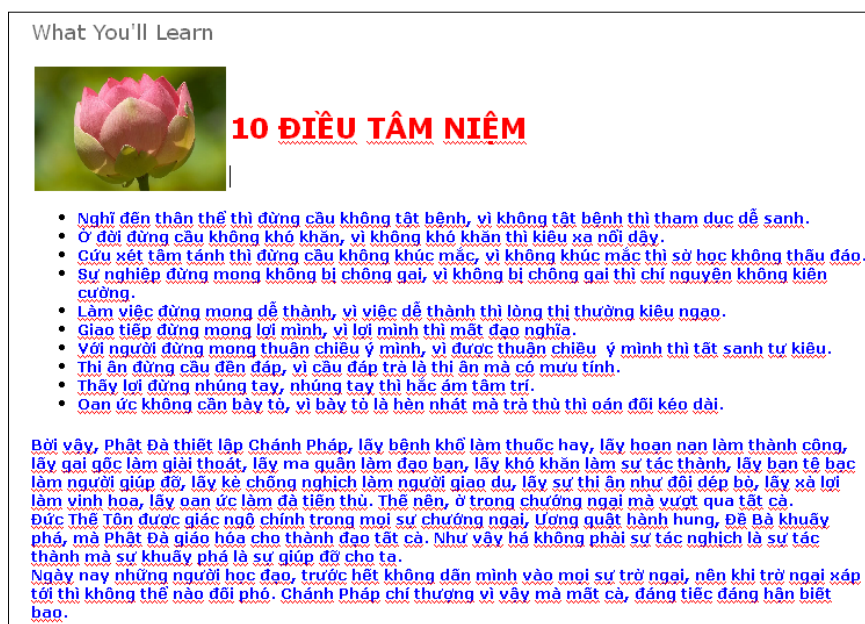 What You'll Learn
10 ĐIỀU TÂM NIỆM
Nghĩ đến thân thể thì đừng cầu không tật bệnh, vì không tật bệnh thì tham dục dễ sanh.
Ở đời đừng cầu không khó khăn, vì không khó khăn thì kiêu xa nổi dậy.
Cứu xét tâm tánh thì đừng cầu không khúc mắc, vì không khúc mắc thì sở học không thấu đáo.
Sự nghiệp đừng mong không bị chông gai, vì không bị chông gai thì chí nguyện không kiên
cường.
Làm việc đừng mong dễ thành, vì việc dễ thành thì lòng thị thường kiêu ngạo.
Giao tiếp đừng mong lợi mình, vì lợi mình thì mất đạo nghĩa.
Với người đừng mong thuận chiều ý mình, vì được thuận chiều ý mình thì tất sanh tự kiêu.
Thi ân đừng cầu đền đáp, vì cầu đáp trả là thi ân mà có mưu tính.
Thấy lợi đừng nhúng tay, nhúng tay thì hắc ám tâm trí.
Oan ức không cần bày tỏ, vì bày tỏ là hèn nhát mà trả thù thì oán đối kéo dài.
Bởi vậy, Phật Đà thiết lập Chánh Pháp, lấy bệnh khổ làm thuốc hay, lấy hoạn nạn làm thành công,
lấy gai gốc làm giải thoát, lấy ma quân làm đạo bạn, lấy khó khăn làm sự tác thành, lấy bạn tệ bạc
làm người giúp đỡ, lấy kẻ chống nghịch làm người giao du, lấy sự thi ân như đôi dép bỏ, lấy xả lợi
làm vinh hoa, lấy oan ức làm đà tiến thủ. Thế nên, ở trong chướng ngại mà vượt qua tất cả.
Đức Thế Tôn được giác ngộ chính trong mọi sự chướng ngại, Ương quật hành hung, Đề Bà khuấy
phá, mà Phật Đà giáo hóa cho thành đạo tất cả. Như vậy há không phải sự tác nghịch là sự tác
thành mà sự khuấy phá là sự giúp đỡ cho ta.
Ngày nay những người học đạo, trước hết không dấn mình vào mọi sự trở ngại, nên khi trở ngại xáp
tới thì không thể nào đối phó. Chánh Pháp chí thượng vì vậy mà mất cả, đáng tiếc đáng hận biết
bao.